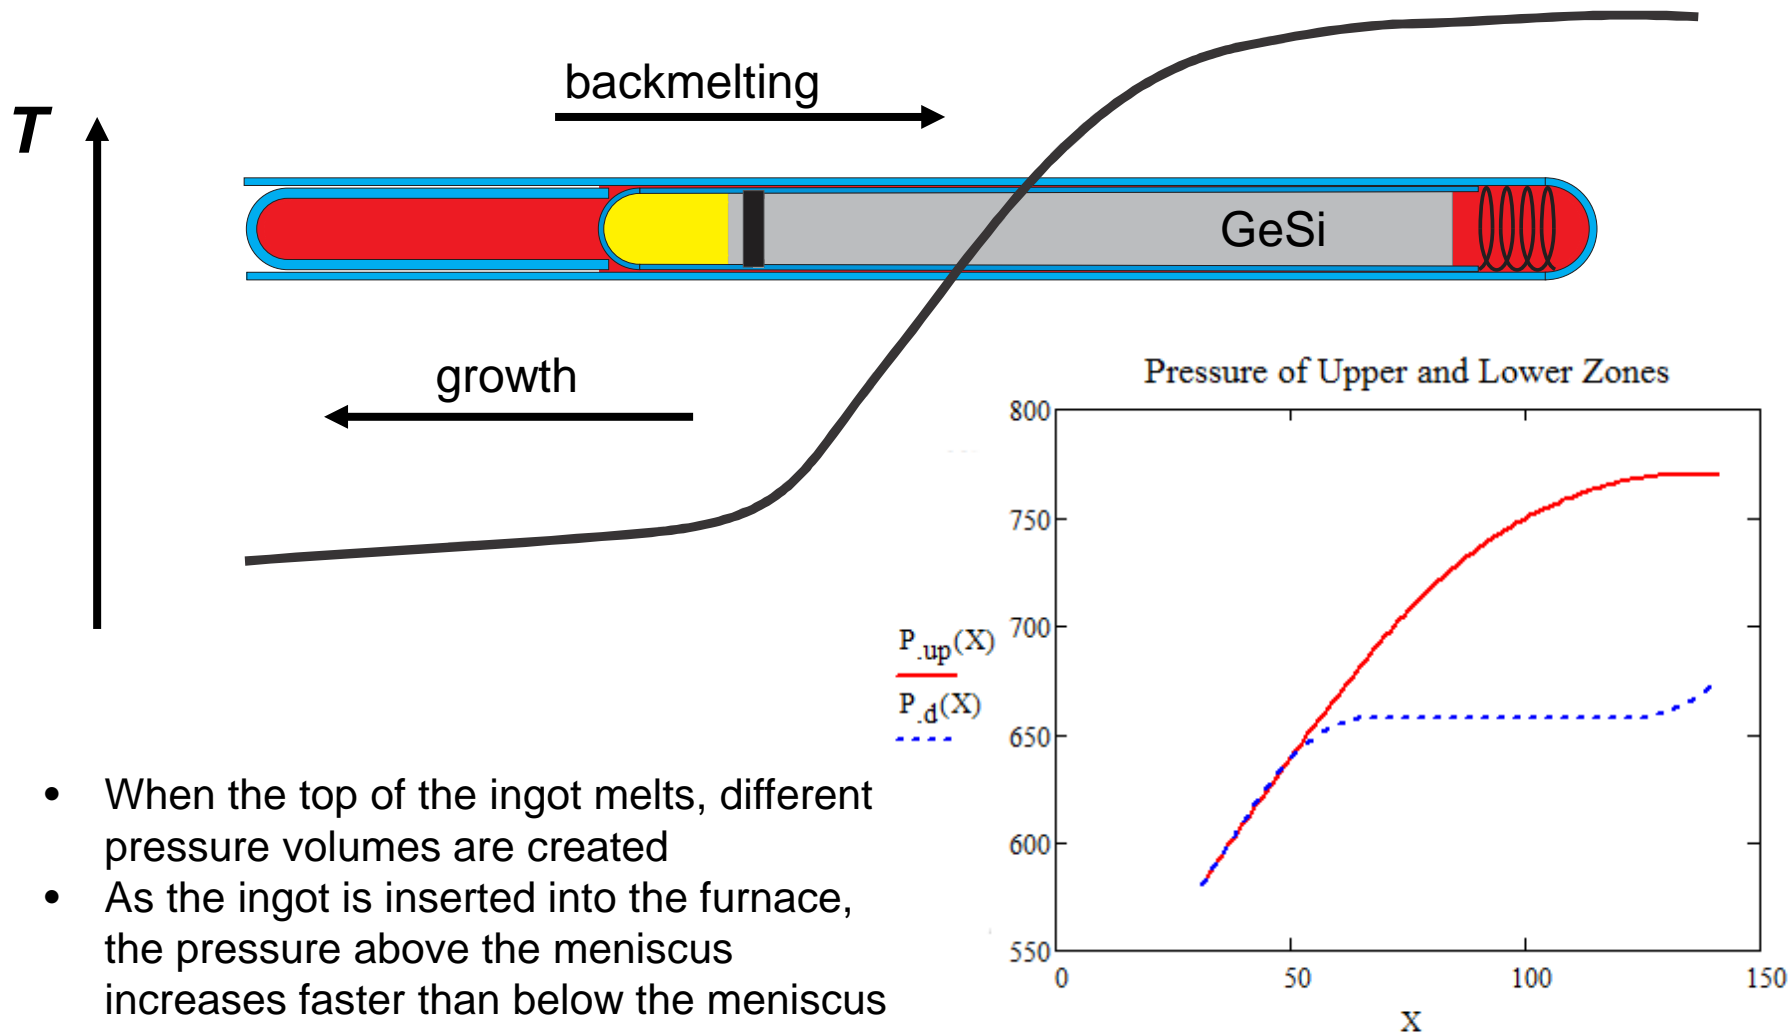 backmelting
T
GeSi
growth
Pressure of Upper and Lower Zones
800
750
700
650
600
550
0
50
100
150
X
P.up(X)
P.d(X)
• When the top of the ingot melts, different
pressure volumes are created
• As the ingot is inserted into the furnace,
the pressure above the meniscus
increases faster than below the meniscus